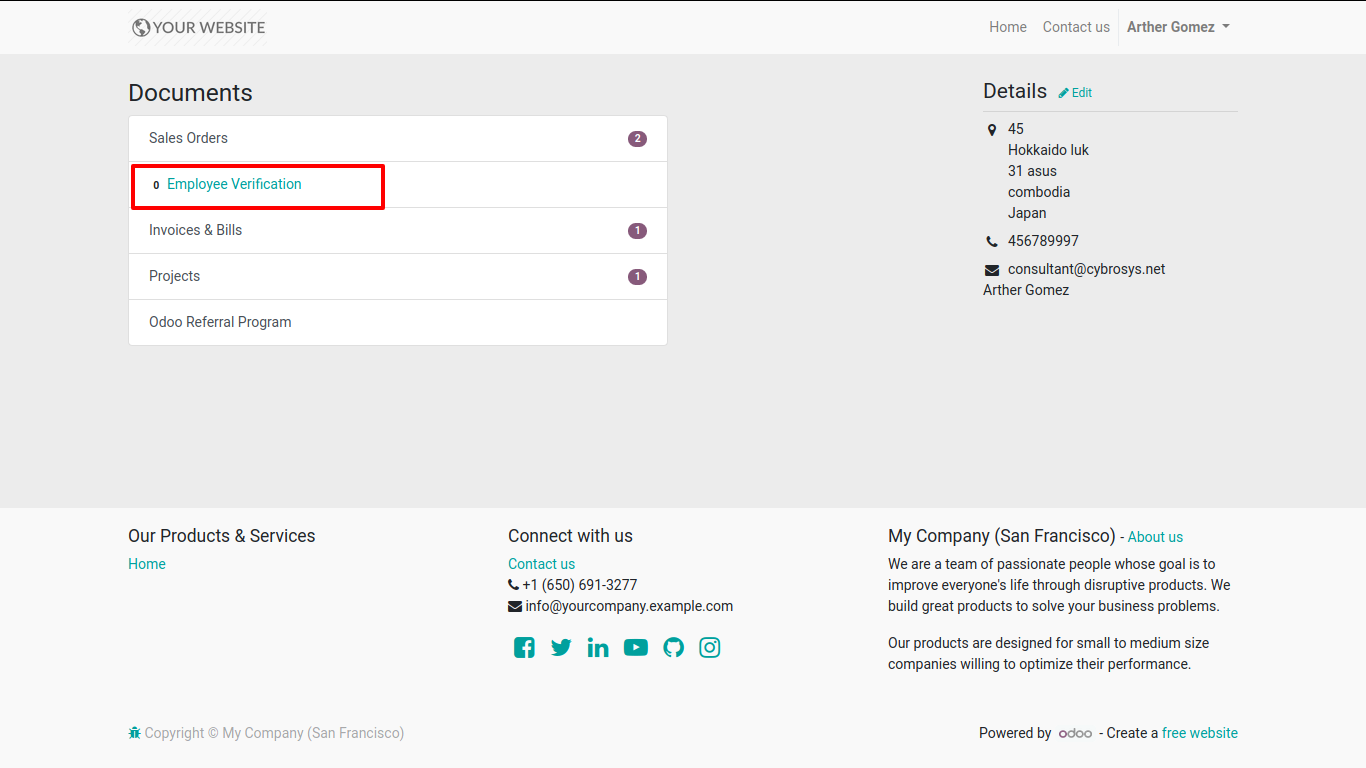 YOUR WEBSITE
Home Contact us Arther Gomez
Documents
Sales Orders 2
0 Employee Verification
Invoices & Bills 1
Projects 1
Odoo Referral Program
Details Edit
45
Hokkaido luk
31 asus
combodia
Japan
456789997
consultant@cybrosys.net
Arther Gomez
Our Products & Services
Home
Connect with us
Contact us
+1 (650) 691-3277
info@yourcompany.example.com
My Company (San Francisco) - About us
We are a team of passionate people whose goal is to
improve everyone's life through disruptive products. We
build great products to solve your business problems.
Our products are designed for small to medium size
companies willing to optimize their performance.
Copyright © My Company (San Francisco)
Powered by odoo - Create a free website